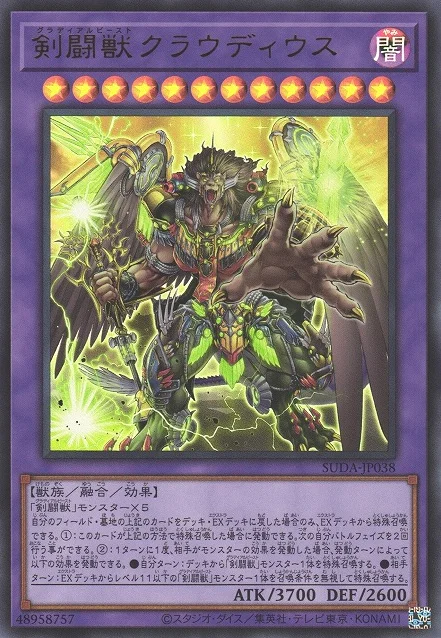 グラディアルビースト
剣闘獣クラウディウス
やみ
闇
SUDA-JP038
【獣族／融合／効果】
「剣闘獣」モンスター×5
自分のフィールド・墓地の上記のカードをデッキ・EXデッキに戻した場合のみ、EXデッキから特殊召喚
できる。①:このカードが上記の方法で特殊召喚した場合に発動できる。次の自分バトルフェイズを2回
行う事ができる。②:1ターンに1度、相手がモンスターの効果を発動した場合、発動ターンによって
以下の効果を発動できる。●自分ターン:デッキから「剣闘獣」モンスター1体を特殊召喚する。●相手
ターン:EXデッキからレベル11以下の「剣闘獣」モンスター1体を召喚条件を無視して特殊召喚する。
ATK/3700 DEF/2600
48958757
©スタジオ・ダイス／集英社・テレビ東京・KONAMI